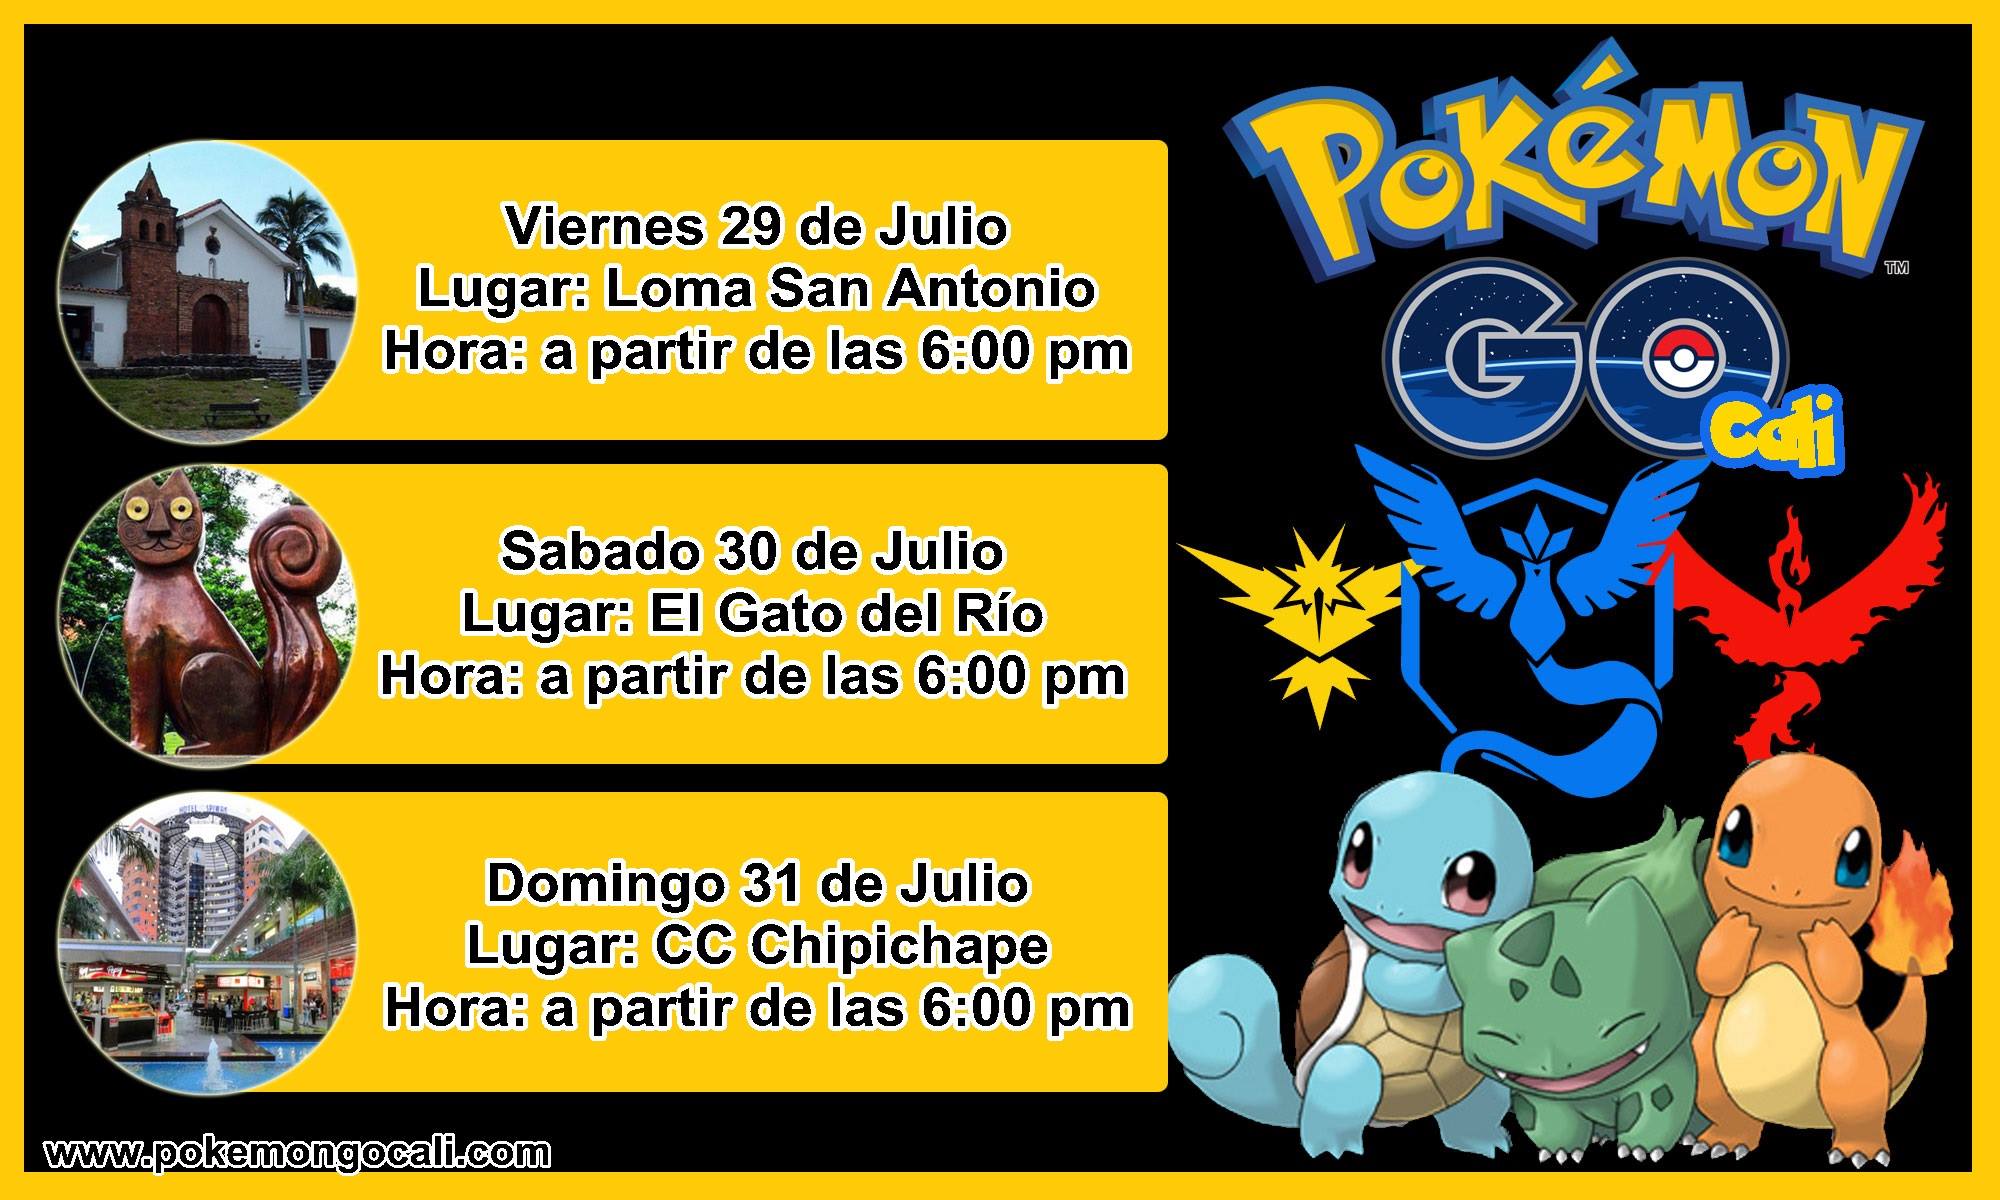 POKéMON
TM
GO
Cali
Viernes 29 de Julio
Lugar: Loma San Antonio
Hora: a partir de las 6:00 pm
Sabado 30 de Julio
Lugar: El Gato del Río
Hora: a partir de las 6:00 pm
HOTEL SPIWAK
Domingo 31 de Julio
Lugar: CC Chipichape
Hora: a partir de las 6:00 pm
www.pokemongocali.com